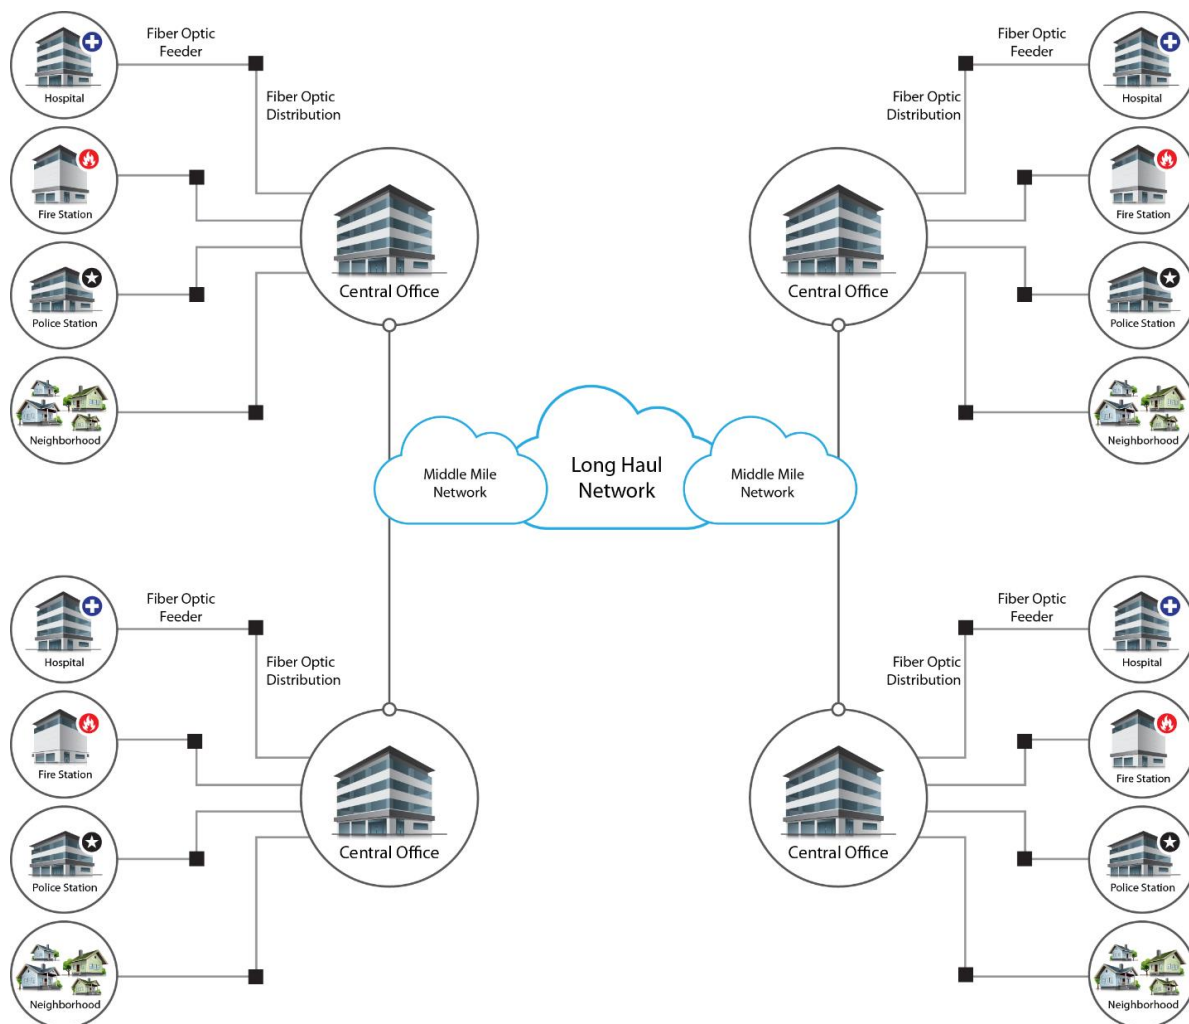 Fiber Optic
Feeder
Hospital
Fiber Optic
Distribution
Fire Station
Police Station
Central Office
Neighborhood
Fiber Optic
Feeder
Hospital
Fiber Optic
Distribution
Fire Station
Central Office
Police Station
Neighborhood
Middle Mile
Network
Long Haul
Network
Middle Mile
Network
Fiber Optic
Feeder
Hospital
Fiber Optic
Distribution
Fire Station
Central Office
Police Station
Neighborhood
Fiber Optic
Feeder
Hospital
Fiber Optic
Distribution
Fire Station
Central Office
Police Station
Neighborhood